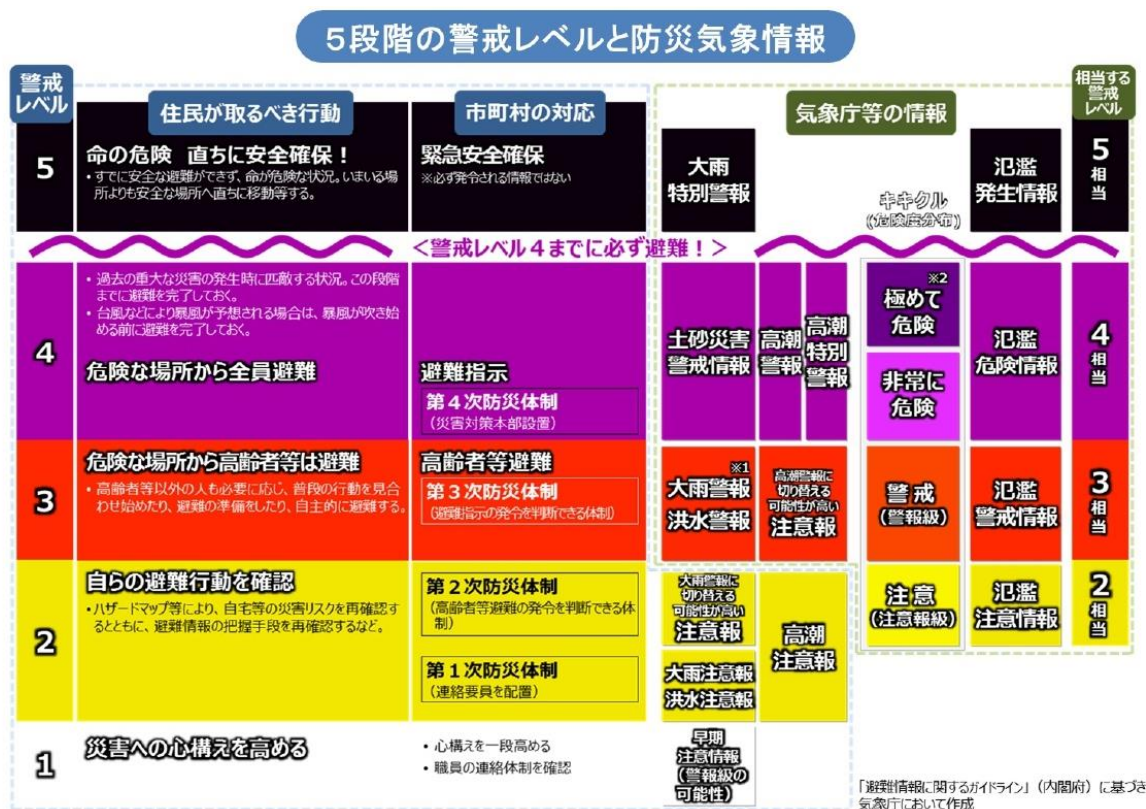 5段階の警戒レベルと防災気象情報
警戒
レベル
住民が取るべき行動
市町村の対応
気象庁等の情報
相当する
警戒
レベル
5
命の危険 直ちに安全確保！
・すでに安全な避難ができず、命が危険な状況。いまいる場
所よりも安全な場所へ直ちに移動等する。
緊急安全確保
※必ず発令される情報ではない
大雨
特別警報
キキクル
(危険度分布)
氾濫
発生情報
5
相当
＜警戒レベル４までに必ず避難！＞
4
・過去の重大な災害の発生時に匹敵する状況。この段階
までに避難を完了しておく。
・台風などにより暴風が予想される場合は、暴風が吹き始
める前に避難を完了しておく。
危険な場所から全員避難
避難指示
第４次防災体制
（災害対策本部設置）
土砂災害
警戒情報
高潮
警報
高潮
特別
警報
※2
極めて
危険
非常に
危険
氾濫
危険情報
4
相当
3
危険な場所から高齢者等は避難
・高齢者等以外の人も必要に応じ、普段の行動を見合
わせ始めたり、避難の準備をしたり、自主的に避難する。
高齢者等避難
第３次防災体制
（避難指示の発令を判断できる体制）
※1
大雨警報
洪水警報
高潮警報に
切り替える
可能性が高い
注意報
警戒
（警報級）
氾濫
警戒情報
3
相当
2
自らの避難行動を確認
・ハザードマップ等により、自宅等の災害リスクを再確認す
るとともに、避難情報の把握手段を再確認するなど。
第２次防災体制
（高齢者等避難の発令を判断できる体
制）
第１次防災体制
（連絡要員を配置）
大雨警報に
切り替える
可能性が高い
注意報
大雨注意報
洪水注意報
高潮
注意報
注意
（注意報級）
氾濫
注意情報
2
相当
1
災害への心構えを高める
・心構えを一段高める
・職員の連絡体制を確認
早期
注意情報
（警報級の
可能性）
「避難情報に関するガイドライン」（内閣府）に基づき
気象庁において作成